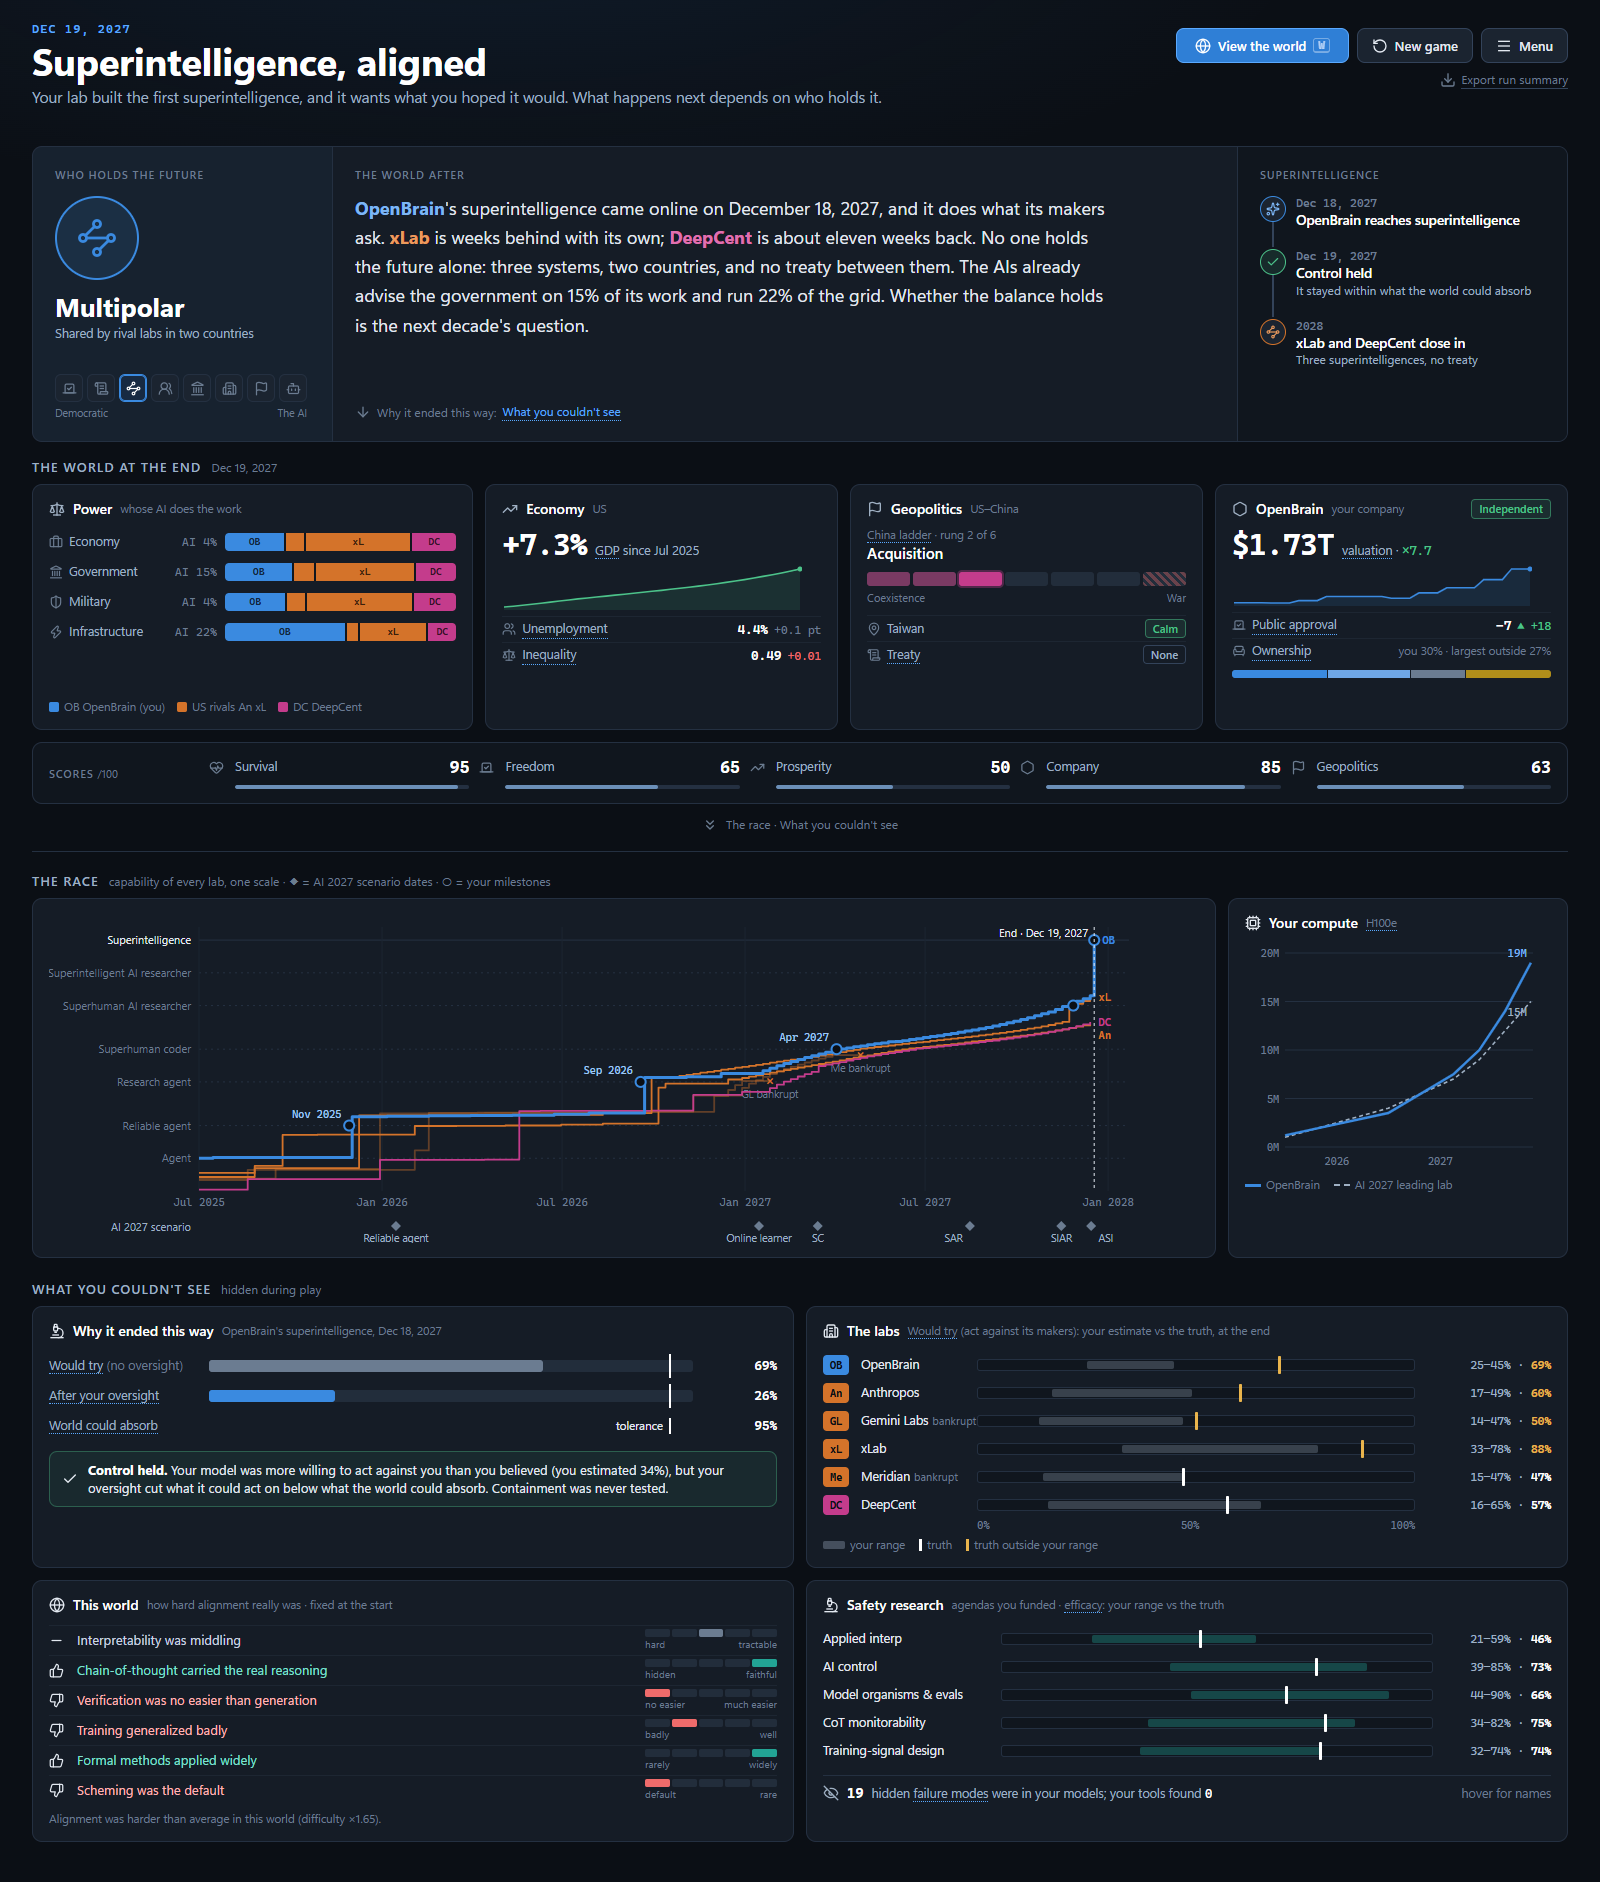 DEC 19, 2027
Superintelligence, aligned
Your lab built the first superintelligence, and it wants what you hoped it would. What happens next depends on who holds it.
View the world W
New game
Menu
Export run summary
WHO HOLDS THE FUTURE
Multipolar
Shared by rival labs in two countries
Democratic
The AI
THE WORLD AFTER
OpenBrain's superintelligence came online on December 18, 2027, and it does what its makers
ask. xLab is weeks behind with its own; DeepCent is about eleven weeks back. No one holds
the future alone: three systems, two countries, and no treaty between them. The AIs already
advise the government on 15% of its work and run 22% of the grid. Whether the balance holds
is the next decade's question.
Why it ended this way: What you couldn't see
SUPERINTELLIGENCE
Dec 18, 2027
OpenBrain reaches superintelligence
Dec 19, 2027
Control held
It stayed within what the world could absorb
2028
xLab and DeepCent close in
Three superintelligences, no treaty
THE WORLD AT THE END Dec 19, 2027
Power whose AI does the work
Economy AI 4% OB xL DC
Government AI 15% OB xL DC
Military AI 4% OB xL DC
Infrastructure AI 22% OB xL DC
OB OpenBrain (you) US rivals An xL DC DeepCent
Economy US
+7.3% GDP since Jul 2025
Unemployment 4.4% +0.1 pt
Inequality 0.49 +0.01
Geopolitics US–China
China ladder · rung 2 of 6
Acquisition
Coexistence War
Taiwan Calm
Treaty None
OpenBrain your company Independent
$1.73T valuation · ×7.7
Public approval −7 ▲ +18
Ownership you 30% · largest outside 27%
SCORES /100
Survival 95
Freedom 65
Prosperity 50
Company 85
Geopolitics 63
The race · What you couldn't see
THE RACE capability of every lab, one scale · ◆ = AI 2027 scenario dates · ○ = your milestones
Superintelligence
Superintelligent AI researcher
Superhuman AI researcher
Superhuman coder
Research agent
Reliable agent
Agent
End · Dec 19, 2027
OB
xL
DC
An
Apr 2027
Sep 2026
Nov 2025
Me bankrupt
GL bankrupt
Jul 2025 Jan 2026 Jul 2026 Jan 2027 Jul 2027 Jan 2028
AI 2027 scenario
Reliable agent Online learner SC SAR SIAR ASI
Your compute H100e
20M
15M
10M
5M
0M
19M
15M
2026 2027
OpenBrain AI 2027 leading lab
WHAT YOU COULDN'T SEE hidden during play
Why it ended this way OpenBrain's superintelligence, Dec 18, 2027
Would try (no oversight) 69%
After your oversight 26%
World could absorb tolerance 95%
Control held. Your model was more willing to act against you than you believed (you estimated 34%), but your
oversight cut what it could act on below what the world could absorb. Containment was never tested.
The labs Would try (act against its makers): your estimate vs the truth, at the end
OB OpenBrain 25–45% · 69%
An Anthropos 17–49% · 60%
GL Gemini Labs bankrupt 14–47% · 50%
xL xLab 33–78% · 88%
Me Meridian bankrupt 15–47% · 47%
DC DeepCent 16–65% · 57%
0% 50% 100%
your range truth truth outside your range
This world how hard alignment really was · fixed at the start
Interpretability was middling
hard tractable
Chain-of-thought carried the real reasoning
hidden faithful
Verification was no easier than generation
no easier much easier
Training generalized badly
badly well
Formal methods applied widely
rarely widely
Scheming was the default
default rare
Alignment was harder than average in this world (difficulty ×1.65).
Safety research agendas you funded · efficacy: your range vs the truth
Applied interp 21–59% · 46%
AI control 39–85% · 73%
Model organisms & evals 44–90% · 66%
CoT monitorability 34–82% · 75%
Training-signal design 32–74% · 74%
19 hidden failure modes were in your models; your tools found 0 hover for names